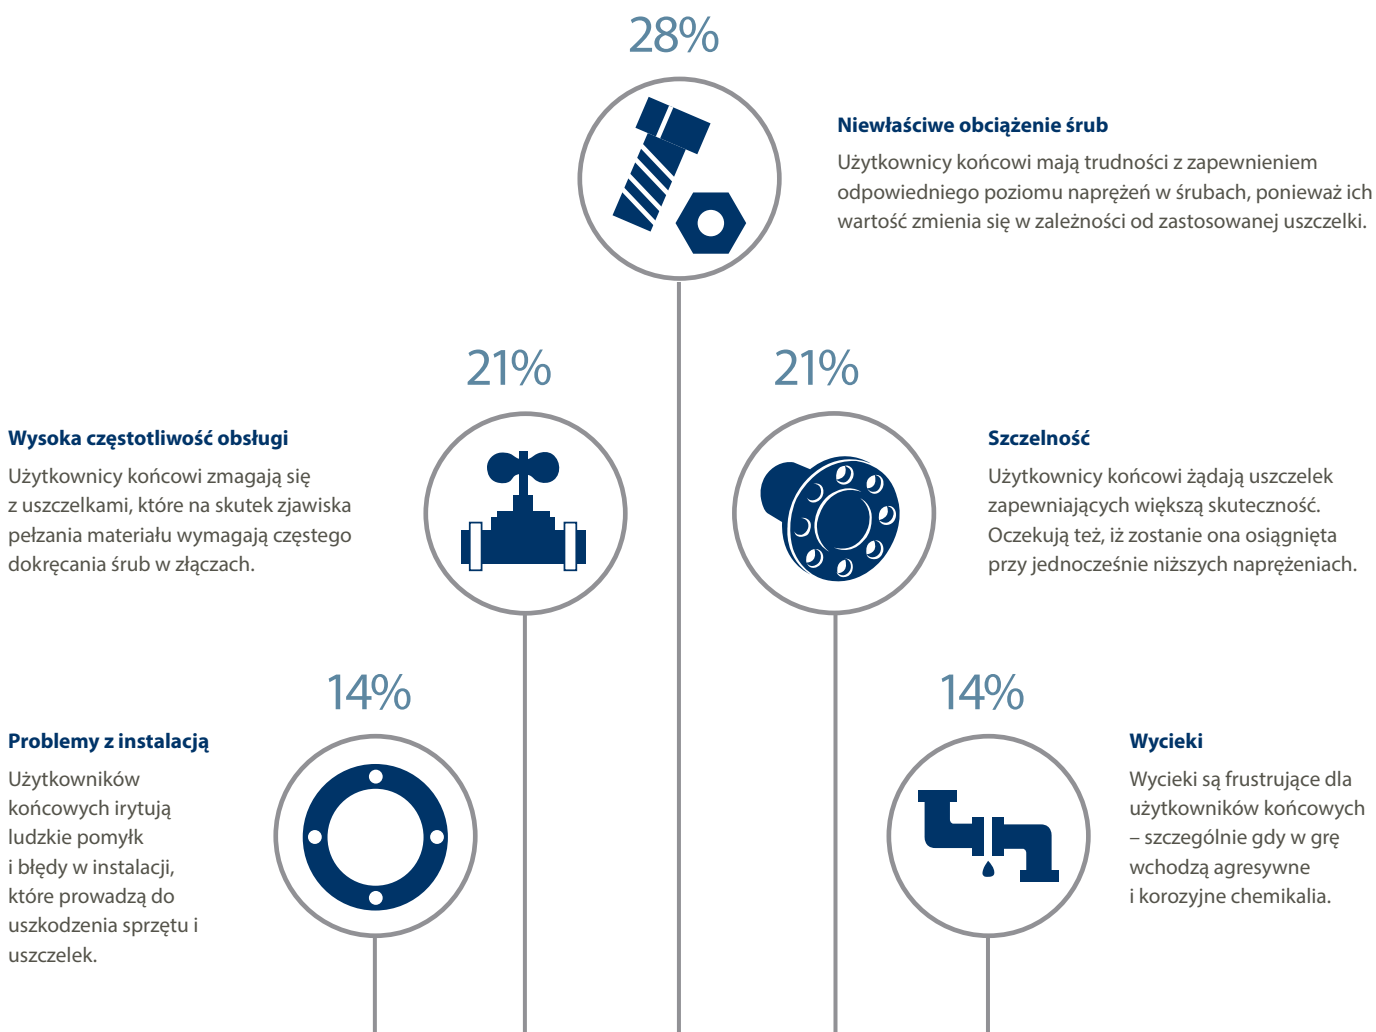 28%
Niewłaściwe obciążenie śrub
Użytkownicy końcowi mają trudności z zapewnieniem
odpowiedniego poziomu naprężeń w śrubach, ponieważ ich
wartość zmienia się w zależności od zastosowanej uszczelki.
21%
Wysoka częstotliwość obsługi
Użytkownicy końcowi zmagają się
z uszczelkami, które na skutek zjawiska
pełzania materiału wymagają częstego
dokręcania śrub w złączach.
21%
Szczelność
Użytkownicy końcowi żądają uszczelek
zapewniających większą skuteczność.
Oczekują też, iż zostanie ona osiągnięta
przy jednocześnie niższych naprężeniach.
14%
Problemy z instalacją
Użytkowników
końcowych irytują
ludzkie pomyłk
i błędy w instalacji,
które prowadzą do
uszkodzenia sprzętu i
uszczelek.
14%
Wycieki
Wycieki są frustrujące dla
użytkowników końcowych
– szczególnie gdy w grę
wchodzą agresywne
i korozyjne chemikalia.